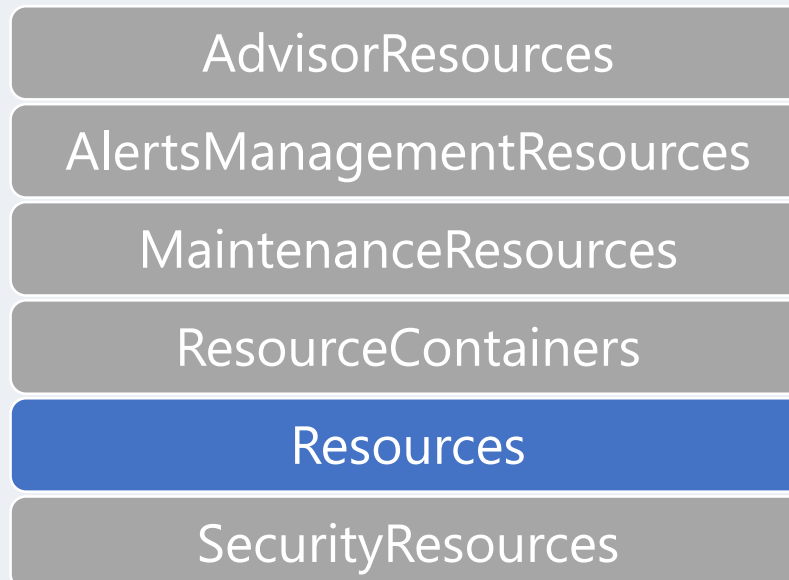 AdvisorResources
AlertsManagementResources
MaintenanceResources
ResourceContainers
Resources
SecurityResources